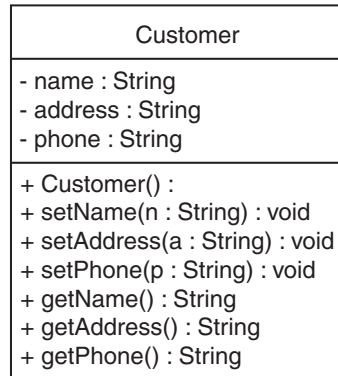 Customer
- name : String
- address : String
- phone : String
+ Customer() :
+ setName(n : String) : void
+ setAddress(a : String) : void
+ setPhone(p : String) : void
+ getName() : String
+ getAddress() : String
+ getPhone() : String